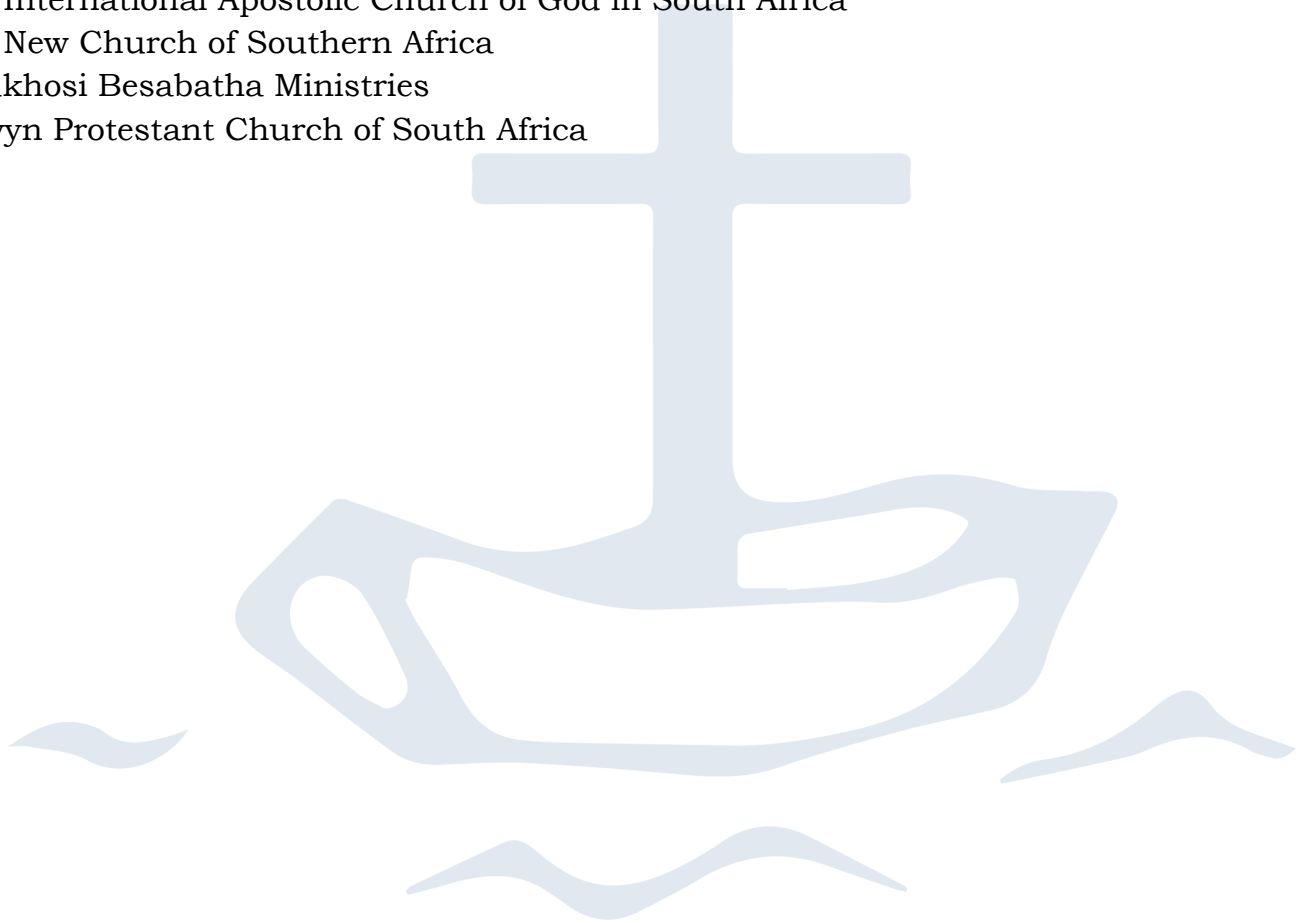 International Apostolic Church of God in South Africa
New Church of Southern Africa
Besabatha Ministries
Protestant Church of South Africa